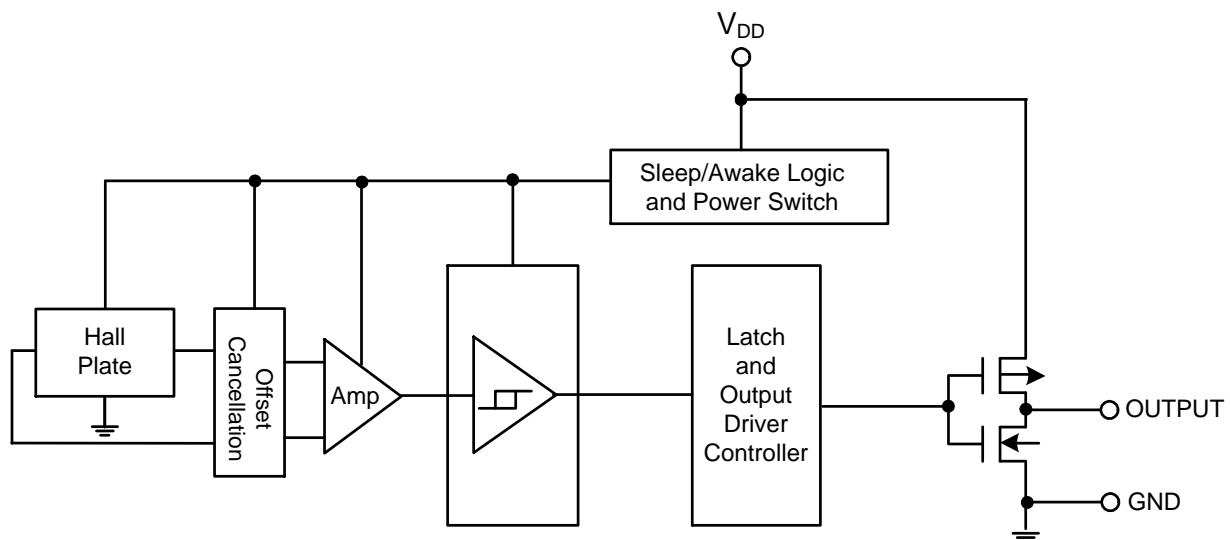 VDD
Sleep/Awake Logic
and Power Switch
Hall
Plate
Offset
Cancellation
Amp
Latch
and
Output
Driver
Controller
OUTPUT
GND